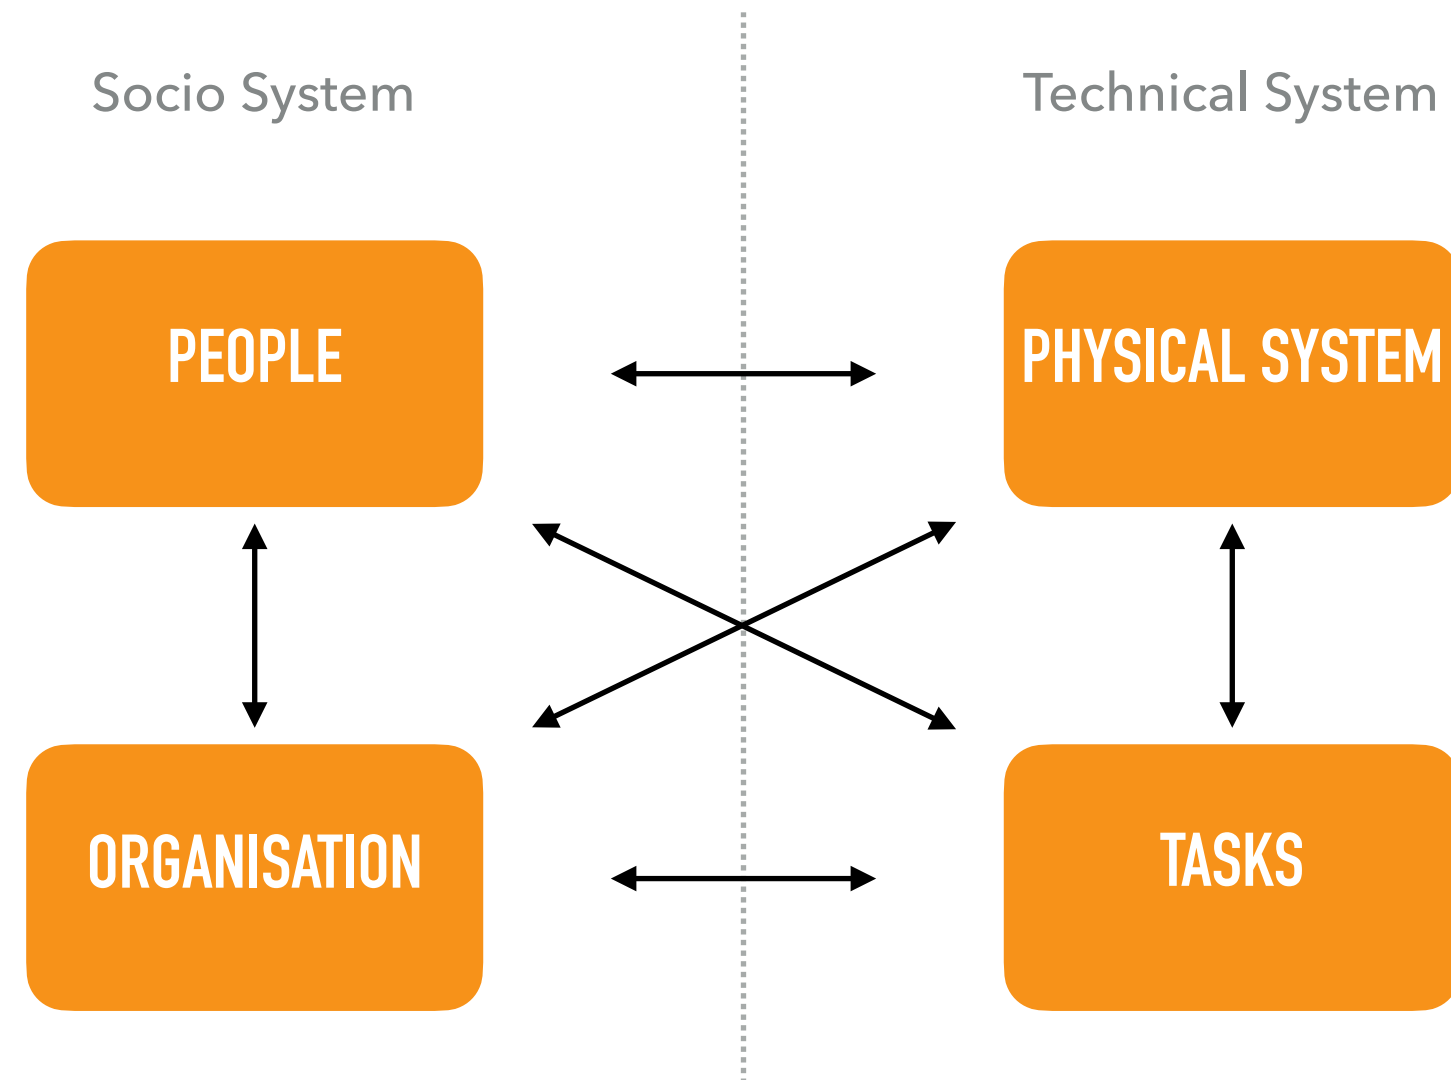 Socio System
Technical System
PEOPLE
PHYSICAL SYSTEM
ORGANISATION
TASKS